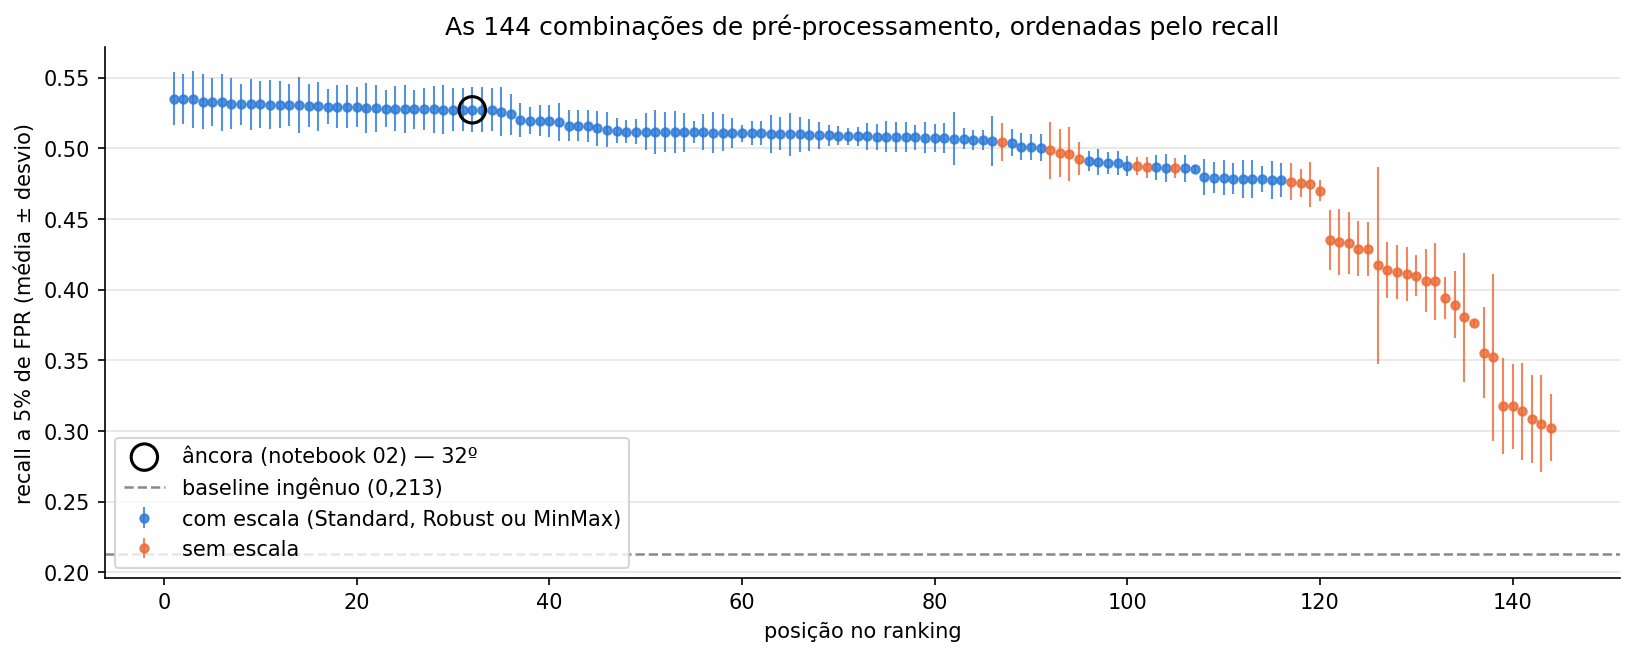 As 144 combinações de pré-processamento, ordenadas pelo recall
recall a 5% de FPR (média ± desvio)
0.55
0.50
0.45
0.40
0.35
0.30
0.25
0.20
âncora (notebook 02) — 32º
baseline ingênuo (0,213)
com escala (Standard, Robust ou MinMax)
sem escala
0 20 40 60 80 100 120 140
posição no ranking